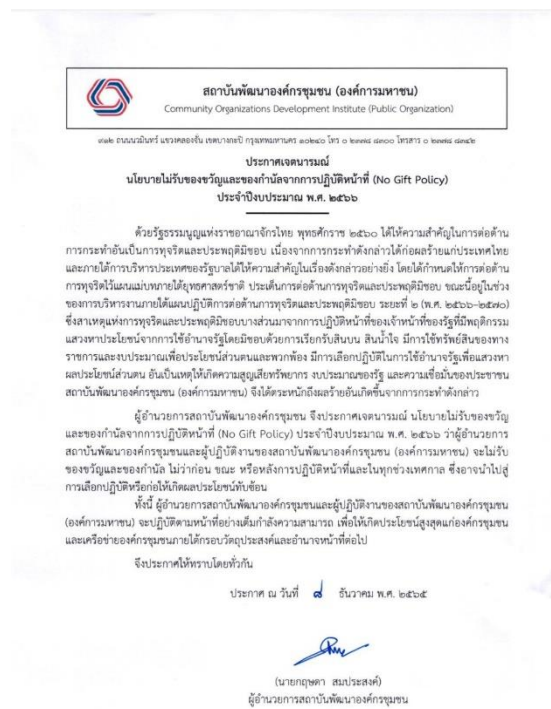 สถาบันพัฒนาองค์กรชุมชน (องค์การมหาชน)
Community Organizations Development Institute (Public Organization)
๙๑๒ ถนนนวมินทร์ แขวงคลองจั่น เขตบางกะปิ กรุงเทพมหานคร ๑๐๒๔๐ โทร ๐ ๒๓๗๘ ๘๓๐๐ โทรสาร ๐ ๒๓๗๘ ๘๓๔๒
ประกาศเจตนารมณ์
นโยบายไม่รับของขวัญและของกำนัลจากการปฏิบัติหน้าที่ (No Gift Policy)
ประจำปีงบประมาณ พ.ศ. ๒๕๖๖
ด้วยรัฐธรรมนูญแห่งราชอาณาจักรไทย พุทธศักราช ๒๕๖๐ ได้ให้ความสำคัญในการต่อต้าน
การกระทำอันเป็นการทุจริตและประพฤติมิชอบ เนื่องจากการกระทำดังกล่าวได้ก่อผลร้ายแก่ประเทศไทย
และภายใต้การบริหารประเทศของรัฐบาลได้ให้ความสำคัญในเรื่องดังกล่าวอย่างยิ่ง โดยได้กำหนดให้การต่อต้าน
การทุจริตไว้แผนแม่บทภายใต้ยุทธศาสตร์ชาติ ประเด็นการต่อต้านการทุจริตและประพฤติมิชอบ ขณะนี้อยู่ในช่วง
ของการบริหารงานภายใต้แผนปฏิบัติการต่อต้านการทุจริตและประพฤติมิชอบ ระยะที่ ๒ (พ.ศ. ๒๕๖๖-๒๕๗๐)
ซึ่งสาเหตุแห่งการทุจริตและประพฤติมิชอบบางส่วนมาจากการปฏิบัติหน้าที่ของเจ้าหน้าที่ของรัฐที่มีพฤติกรรม
แสวงหาประโยชน์จากการใช้อำนาจรัฐโดยมิชอบด้วยการเรียกรับสินบน สินน้ำใจ มีการใช้ทรัพย์สินของทาง
ราชการและงบประมาณเพื่อประโยชน์ส่วนตนและพวกพ้อง มีการเลือกปฏิบัติในการใช้อำนาจรัฐเพื่อแสวงหา
ผลประโยชน์ส่วนตน อันเป็นเหตุให้เกิดความสูญเสียทรัพยากร งบประมาณของรัฐ และความเชื่อมั่นของประชาชน
สถาบันพัฒนาองค์กรชุมชน (องค์การมหาชน) จึงได้ตระหนักถึงผลร้ายอันเกิดขึ้นจากการกระทำดังกล่าว
ผู้อำนวยการสถาบันพัฒนาองค์กรชุมชน จึงประกาศเจตนารมณ์ นโยบายไม่รับของขวัญ
และของกำนัลจากการปฏิบัติหน้าที่ (No Gift Policy) ประจำปีงบประมาณ พ.ศ. ๒๕๖๖ ว่าผู้อำนวยการ
สถาบันพัฒนาองค์กรชุมชนและผู้ปฏิบัติงานของสถาบันพัฒนาองค์กรชุมชน (องค์การมหาชน) จะไม่รับ
ของขวัญและของกำนัล ไม่ว่าก่อน ขณะ หรือหลังการปฏิบัติหน้าที่และในทุกช่วงเทศกาล ซึ่งอาจนำไปสู่
การเลือกปฏิบัติหรือก่อให้เกิดผลประโยชน์ทับซ้อน
ทั้งนี้ ผู้อำนวยการสถาบันพัฒนาองค์กรชุมชนและผู้ปฏิบัติงานของสถาบันพัฒนาองค์กรชุมชน
(องค์การมหาชน) จะปฏิบัติตามหน้าที่อย่างเต็มกำลังความสามารถ เพื่อให้เกิดประโยชน์สูงสุดแก่องค์กรชุมชน
และเครือข่ายองค์กรชุมชนภายใต้กรอบวัตถุประสงค์และอำนาจหน้าที่ต่อไป
จึงประกาศให้ทราบโดยทั่วกัน
ประกาศ ณ วันที่ ๘ ธันวาคม พ.ศ. ๒๕๖๕
(นายกฤษดา สมประสงค์)
ผู้อำนวยการสถาบันพัฒนาองค์กรชุมชน